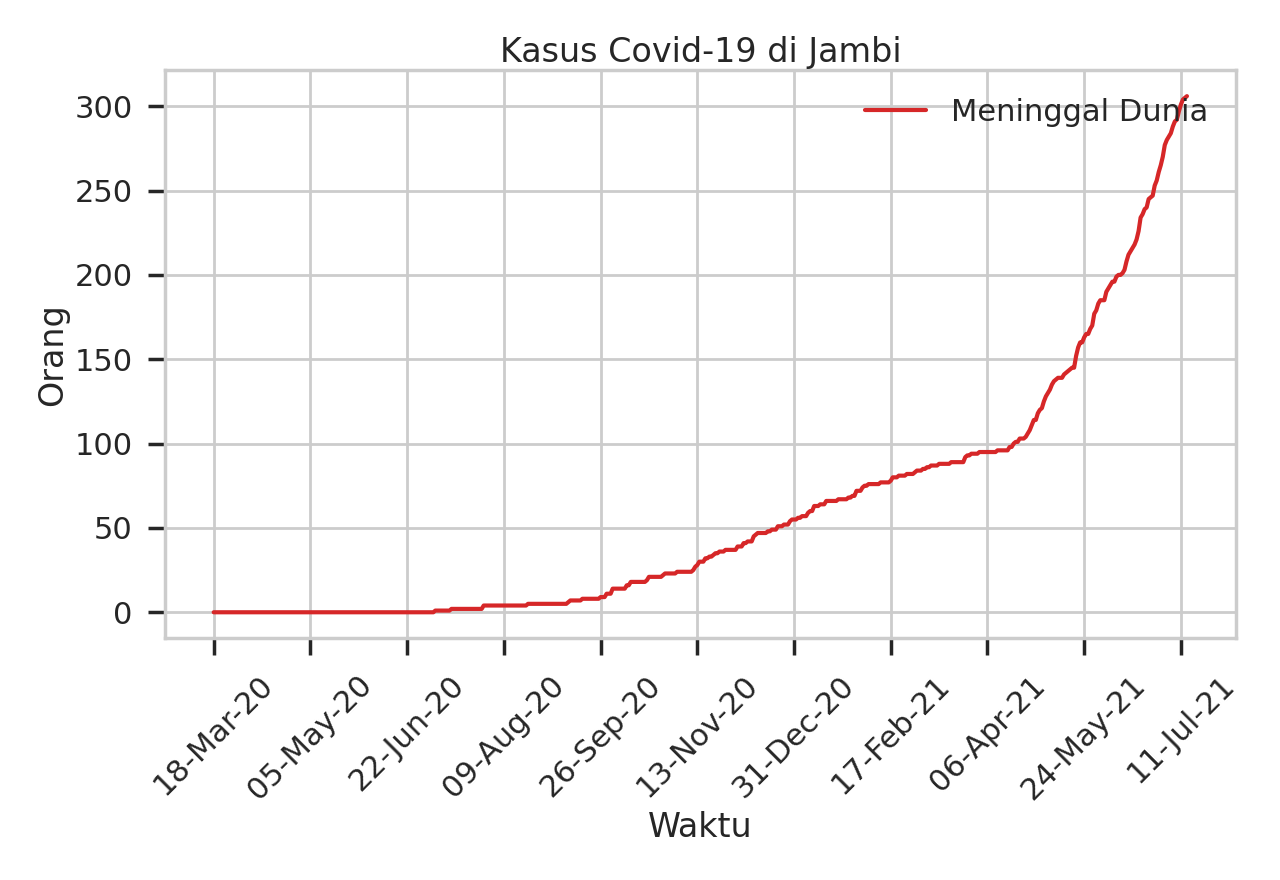 Kasus Covid-19 di Jambi
Meninggal Dunia
300
250
200
150
100
50
0
Orang
18-Mar-20
05-May-20
22-Jun-20
09-Aug-20
26-Sep-20
13-Nov-20
31-Dec-20
17-Feb-21
06-Apr-21
24-May-21
11-Jul-21
Waktu